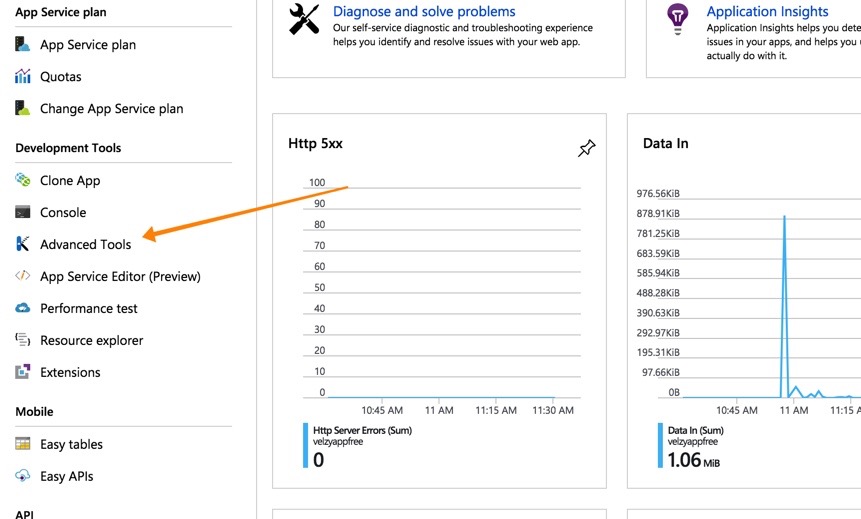 App Service plan
App Service plan
Quotas
Change App Service plan
Development Tools
Clone App
Console
Advanced Tools
App Service Editor (Preview)
Performance test
Resource explorer
Extensions
Mobile
Easy tables
Easy APIs
API
Diagnose and solve problems
Our self-service diagnostic and troubleshooting experience
helps you identify and resolve issues with your web app.
Application Insights
Application Insights helps you
issues in your apps, and helps you
actually do with it.
Http 5xx
100
90
80
70
60
50
40
30
20
10
0
10:45 AM 11 AM 11:15 AM 11:30 AM
Http Server Errors (Sum)
velzyappfree
0
Data In
976.56KiB
878.91KiB
781.25KiB
683.59KiB
585.94KiB
488.28KiB
390.63KiB
292.97KiB
195.31KiB
97.66KiB
0B
10:45 AM 11 AM 11:15
Data In (Sum)
velzyappfree
1.06 MiB